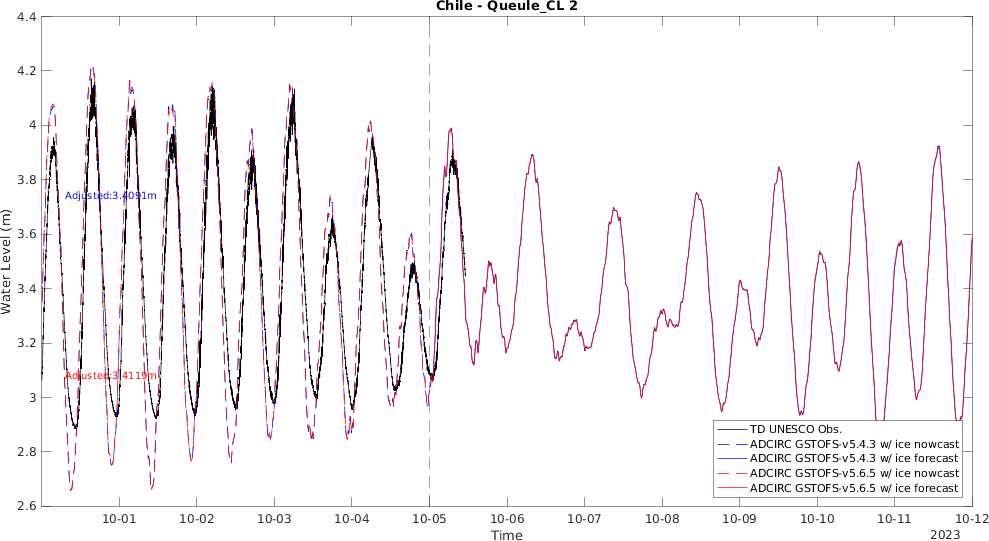 Chile - Queule_CL 2
4.4
4.2
4
3.8
3.6
3.4
3.2
3
2.8
2.6
Water Level (m)
Adjusted:3.4091m
Adjusted:3.4119m
TD UNESCO Obs.
ADCIRC GSTOFS-v5.4.3 w/ ice nowcast
ADCIRC GSTOFS-v5.4.3 w/ ice forecast
ADCIRC GSTOFS-v5.6.5 w/ ice nowcast
ADCIRC GSTOFS-v5.6.5 w/ ice forecast
10-01 10-02 10-03 10-04 10-05 10-06 10-07 10-08 10-09 10-10 10-11 10-12
Time
2023